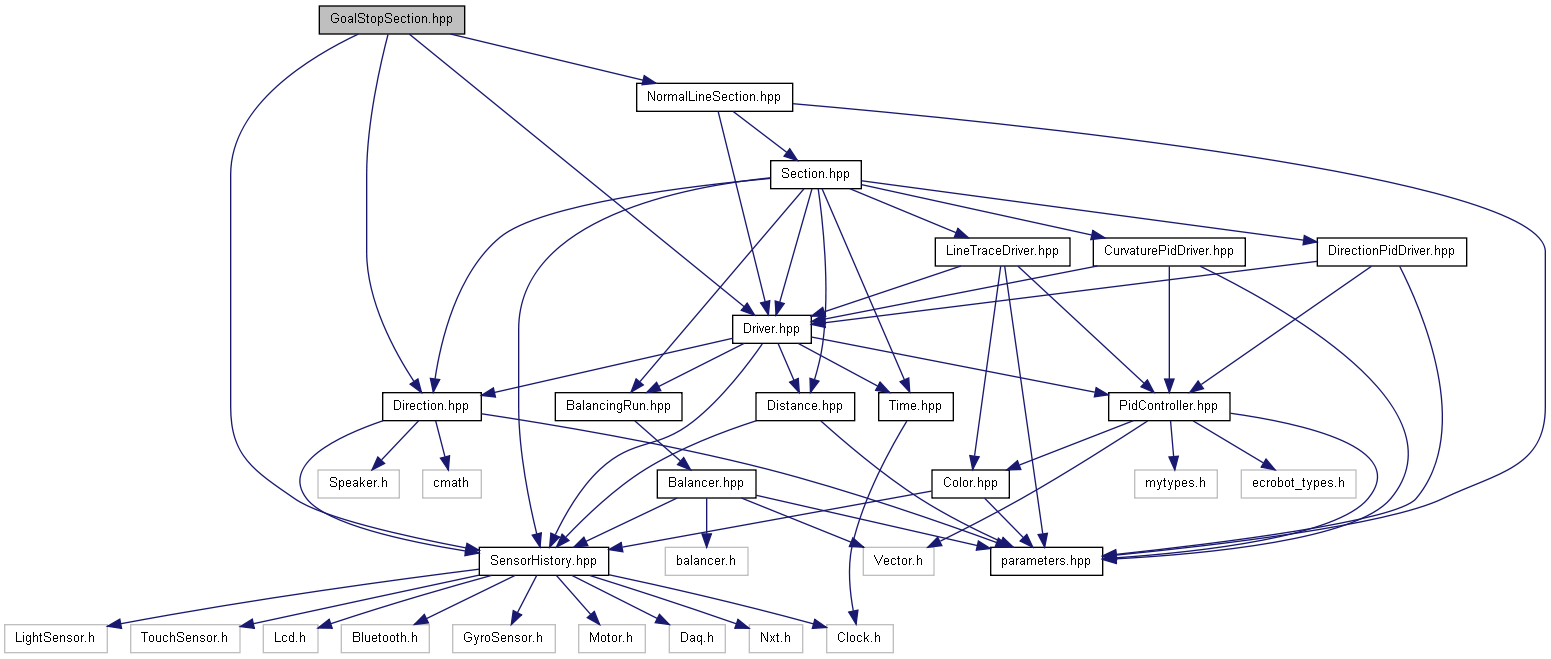 GoalStopSection.hpp
NormalLineSection.hpp
Section.hpp
LineTraceDriver.hpp
CurvaturePidDriver.hpp
DirectionPidDriver.hpp
Driver.hpp
Direction.hpp
BalancingRun.hpp
Distance.hpp
Time.hpp
PidController.hpp
Speaker.h
cmath
Balancer.hpp
Color.hpp
mytypes.h
ecrobot_types.h
SensorHistory.hpp
balancer.h
Vector.h
parameters.hpp
LightSensor.h
TouchSensor.h
Lcd.h
Bluetooth.h
GyroSensor.h
Motor.h
Daq.h
Nxt.h
Clock.h